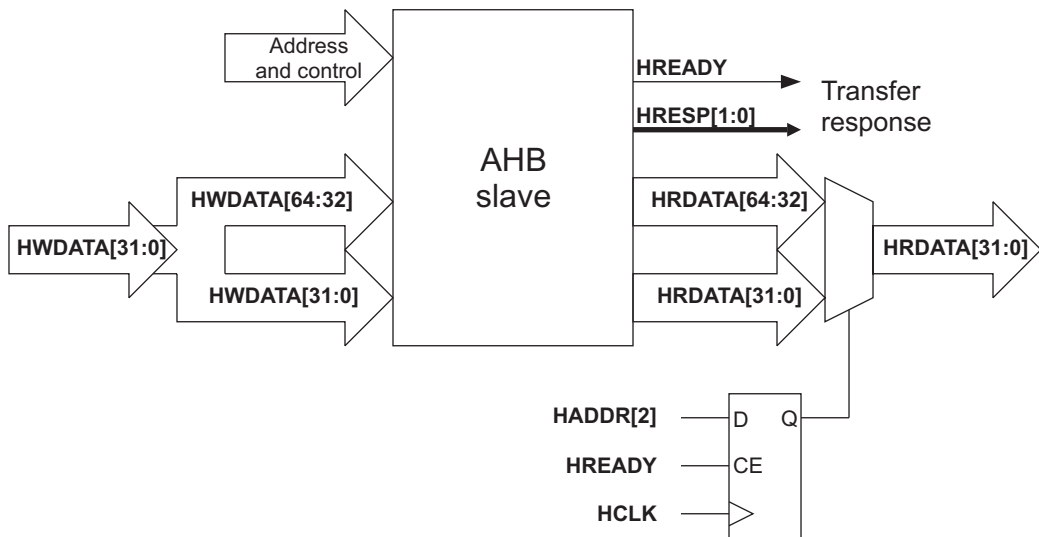 Address
and control
HREADY
HRESP[1:0]
Transfer
response
AHB
slave
HWDATA[64:32]
HRDATA[64:32]
HWDATA[31:0]
HRDATA[31:0]
HWDATA[31:0]
HRDATA[31:0]
HADDR[2]
D
Q
HREADY
CE
HCLK